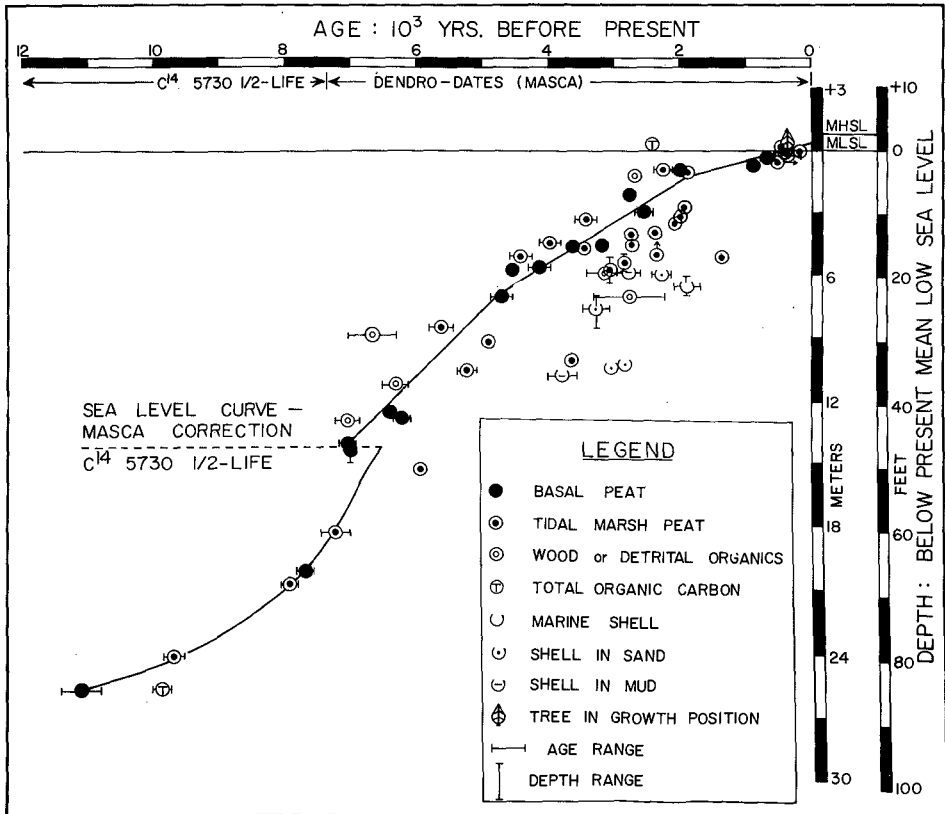 AGE : 10³ YRS. BEFORE PRESENT
12 10 8 6 4 2 0
C¹⁴ 5730 1/2-LIFE DENDRO-DATES (MASCA)
+3 +10
MHSL
MLSL
0
6 20
12 40
18 60
24 80
30 100
METERS
FEET
DEPTH : BELOW PRESENT MEAN LOW SEA LEVEL
SEA LEVEL CURVE –
MASCA CORRECTION
C¹⁴ 5730 1/2-LIFE
LEGEND
BASAL PEAT
TIDAL MARSH PEAT
WOOD or DETRITAL ORGANICS
TOTAL ORGANIC CARBON
MARINE SHELL
SHELL IN SAND
SHELL IN MUD
TREE IN GROWTH POSITION
AGE RANGE
DEPTH RANGE